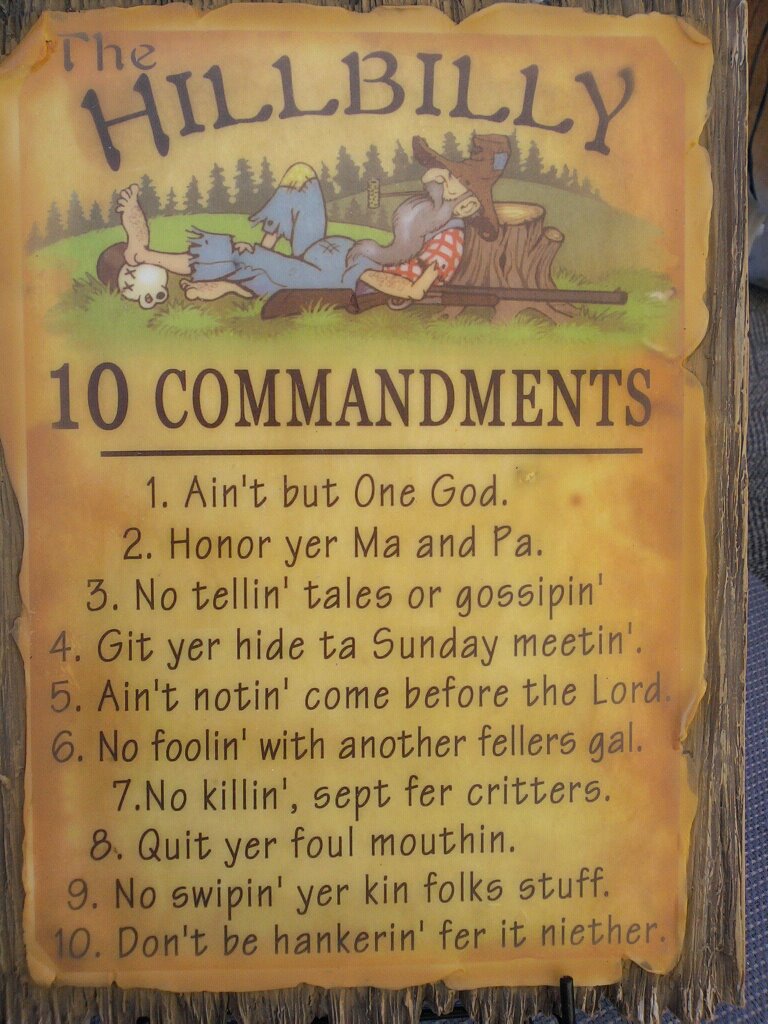 The
HILLBILLY
10 COMMANDMENTS
1. Ain't but One God.
2. Honor yer Ma and Pa.
3. No tellin' tales or gossipin'
4. Git yer hide ta Sunday meetin'.
5. Ain't notin' come before the Lord.
6. No foolin' with another fellers gal.
7.No killin', sept fer critters.
8. Quit yer foul mouthin.
9. No swipin' yer kin folks stuff.
10. Don't be hankerin' fer it niether.